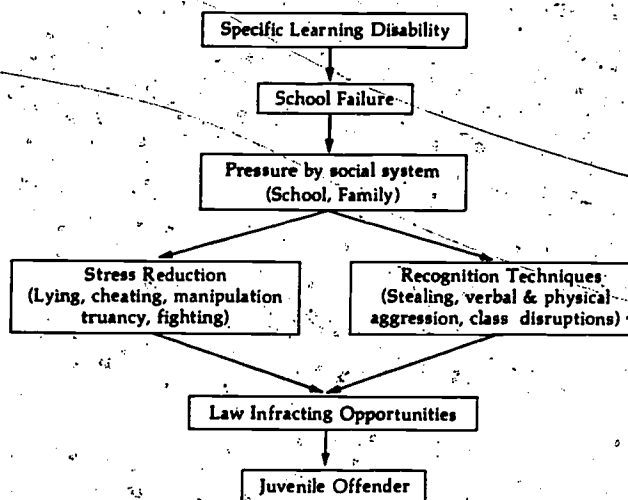 Specific Learning Disability
School Failure
Pressure by social system
(School, Family)
Stress Reduction
(Lying, cheating, manipulation
truancy, fighting)
Recognition Techniques
(Stealing, verbal & physical
aggression, class disruptions)
Law Infracting Opportunities
Juvenile Offender